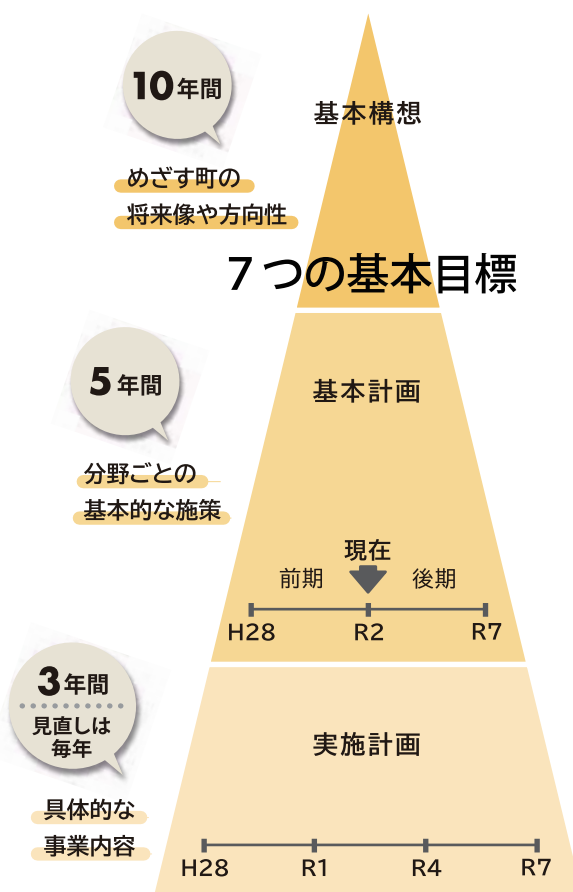 10年間
基本構想
めざす町の
将来像や方向性
７つの基本目標
5年間
基本計画
分野ごとの
基本的な施策
現在
前期
後期
H28
R2
R7
3年間
見直しは
毎年
実施計画
具体的な
事業内容
H28
R1
R4
R7